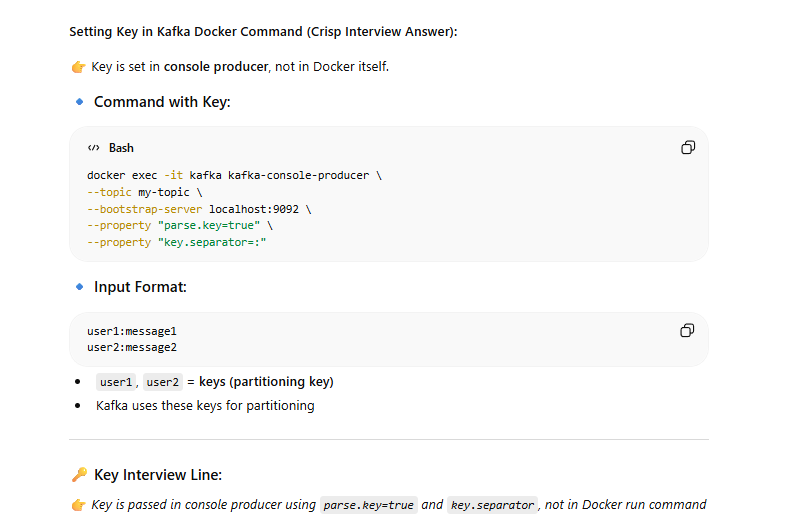 Setting Key in Kafka Docker Command (Crisp Interview Answer):
👉 Key is set in console producer, not in Docker itself.
🔹 Command with Key:
</> Bash
docker exec -it kafka kafka-console-producer \
--topic my-topic \
--bootstrap-server localhost:9092 \
--property "parse.key=true" \
--property "key.separator=:"
🔹 Input Format:
user1:message1
user2:message2
• user1, user2 = keys (partitioning key)
• Kafka uses these keys for partitioning
🔑 Key Interview Line:
👉 Key is passed in console producer using parse.key=true and key.separator, not in Docker run command